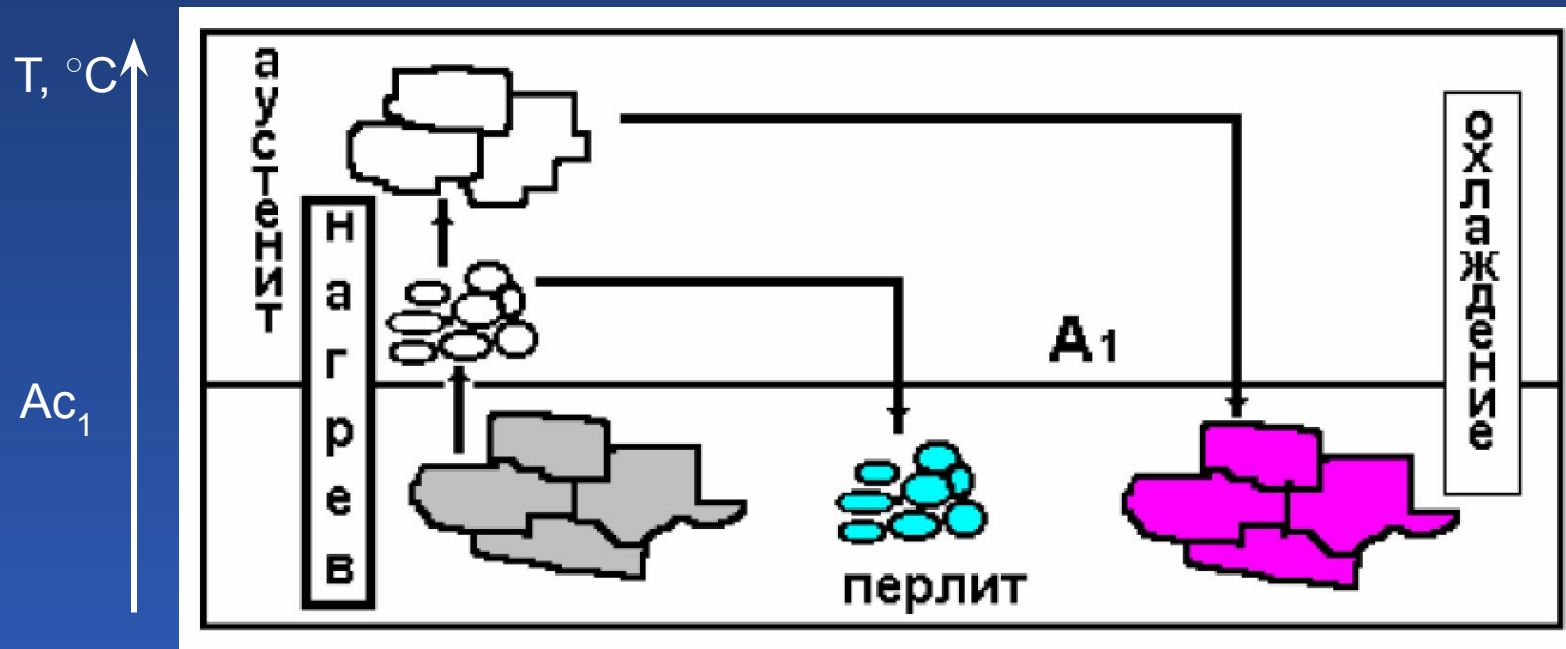 T, °C
Ac₁
аустенит
нагрев
A₁
перлит
охлаждение